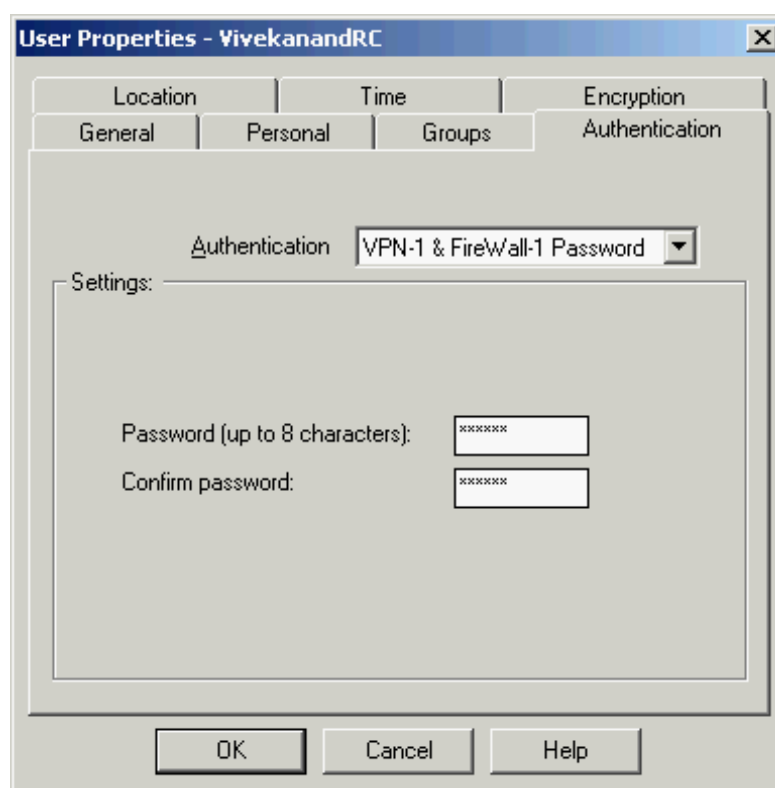 User Properties - VivekanandRC
Location Time Encryption
General Personal Groups Authentication
Authentication VPN-1 & FireWall-1 Password
Settings:
Password (up to 8 characters): ××××××
Confirm password: ××××××
OK Cancel Help